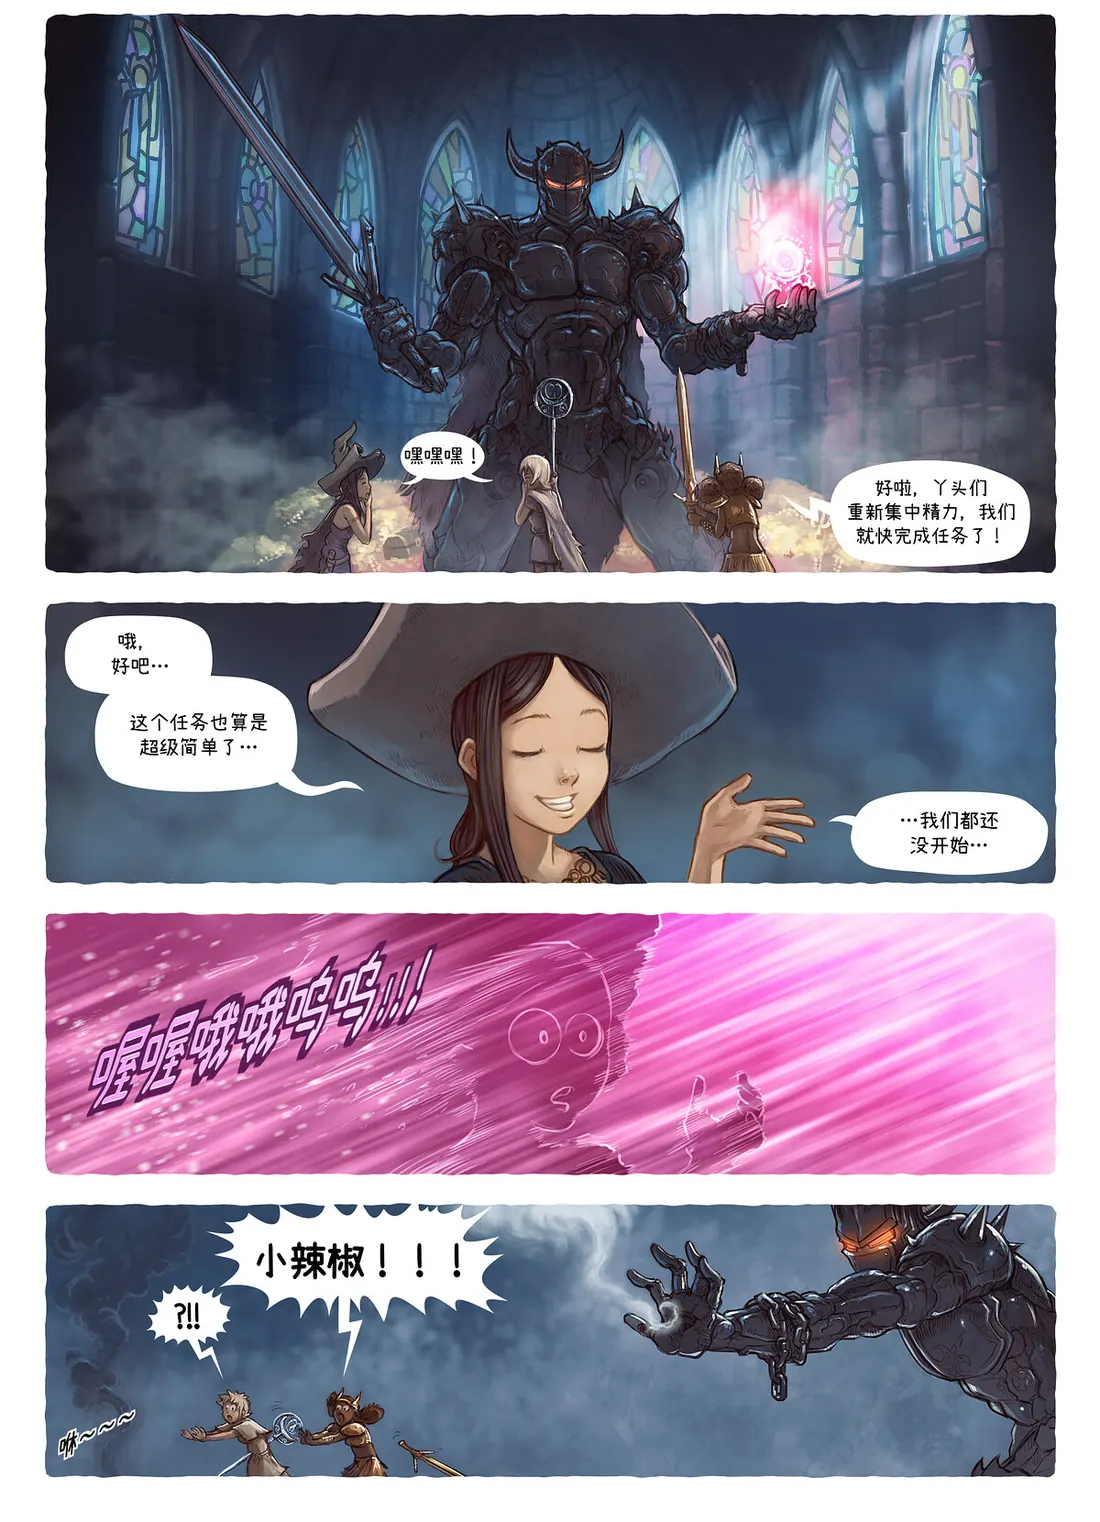 嘿嘿嘿！
好啦，丫头们
重新集中精力，我们
就快完成任务了！
哦，
好吧…
这个任务也算是
超级简单了…
…我们都还
没开始…
喔喔哦哦呜呜!!!
小辣椒！！！
?!!
咻~~~